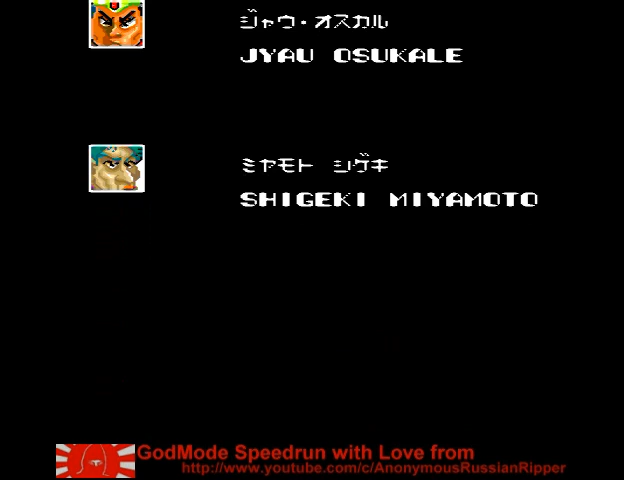 ジャウ・オスカル
JYAU OSUKALE
ミヤモト シゲキ
SHIGEKI MIYAMOTO
GodMode Speedrun with Love from
http://www.youtube.com/c/AnonymousRussianRipper